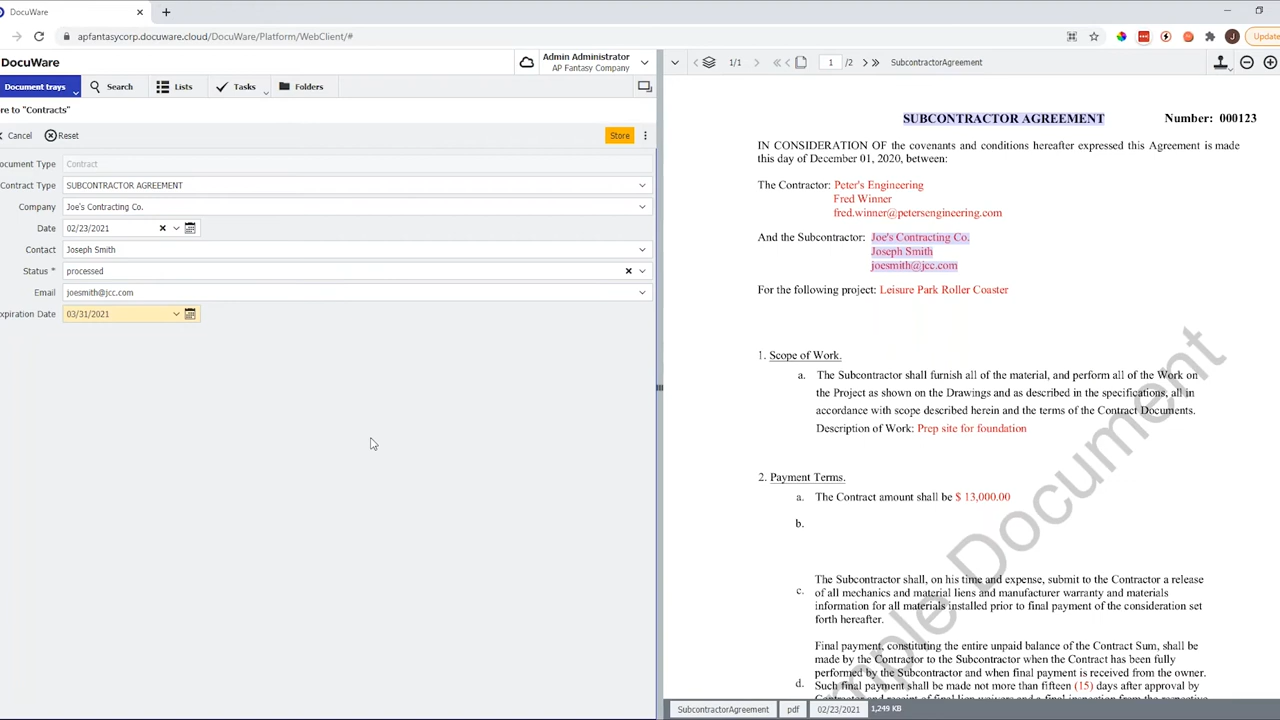 DocuWare
apfantasycorp.docuware.cloud/DocuWare/Platform/WebClient/#
J
Update
DocuWare
Admin Administrator
AP Fantasy Company
Document trays
Search
Lists
Tasks
Folders
re to "Contracts"
Cancel
Reset
Store
ocument Type
Contract
Contract Type
SUBCONTRACTOR AGREEMENT
Company
Joe's Contracting Co.
Date
02/23/2021
Contact
Joseph Smith
Status *
processed
Email
joesmith@jcc.com
xpiration Date
03/31/2021
1/1
1
/2
SubcontractorAgreement
SUBCONTRACTOR AGREEMENT
Number: 000123
IN CONSIDERATION OF the covenants and conditions hereafter expressed this Agreement is made
this day of December 01, 2020, between:
The Contractor: Peter's Engineering
Fred Winner
fred.winner@petersengineering.com
And the Subcontractor: Joe's Contracting Co.
Joseph Smith
joesmith@jcc.com
For the following project: Leisure Park Roller Coaster
1. Scope of Work.
a. The Subcontractor shall furnish all of the material, and perform all of the Work on
the Project as shown on the Drawings and as described in the specifications, all in
accordance with scope described herein and the terms of the Contract Documents.
Description of Work: Prep site for foundation
2. Payment Terms.
a. The Contract amount shall be $ 13,000.00
b.
The Subcontractor shall, on his time and expense, submit to the Contractor a release
c. of all mechanics and material liens and manufacturer warranty and materials
information for all materials installed prior to final payment of the consideration set
forth hereafter.
Final payment, constituting the entire unpaid balance of the Contract Sum, shall be
made by the Contractor to the Subcontractor when the Contract has been fully
performed by the Subcontractor and when final payment is received from the owner.
d. Such final payment shall be made not more than fifteen (15) days after approval by
ple Document
SubcontractorAgreement
pdf
02/23/2021
1,249 KB